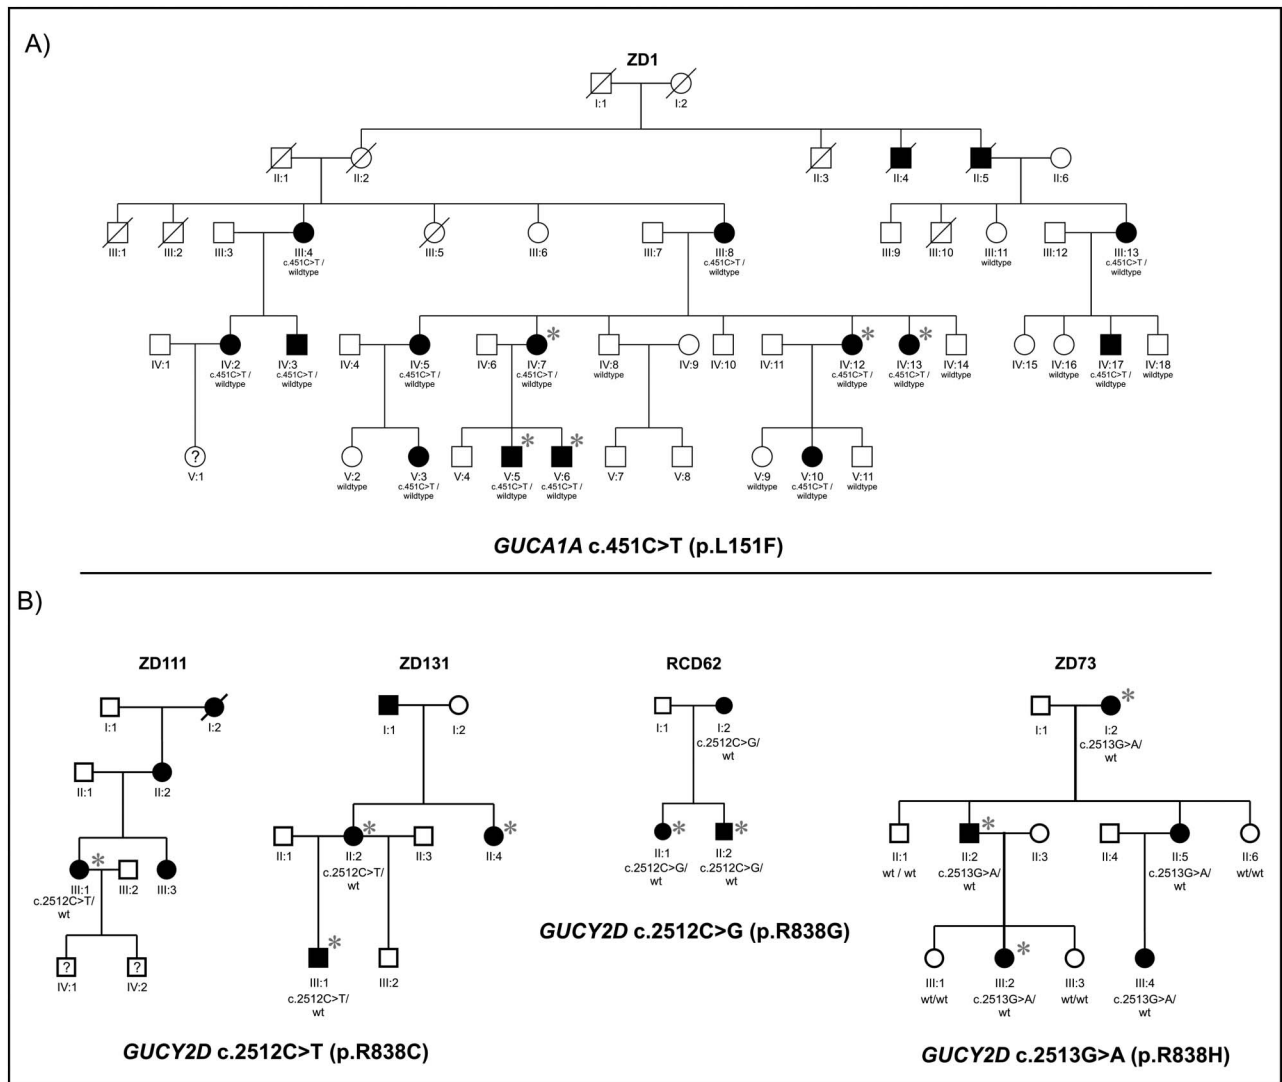 A)
ZD1
I:1 I:2
II:1 II:2 II:3 II:4 II:5 II:6
III:1 III:2 III:3 III:4 III:5 III:6 III:7 III:8 III:9 III:10 III:11 III:12 III:13
c.451C>T / c.451C>T / wildtype c.451C>T /
wildtype wildtype wildtype
IV:1 IV:2 IV:3 IV:4 IV:5 IV:6 IV:7 IV:8 IV:9 IV:10 IV:11 IV:12 IV:13 IV:14 IV:15 IV:16 IV:17 IV:18
c.451C>T / c.451C>T / c.451C>T / c.451C>T / wildtype c.451C>T / c.451C>T / wildtype wildtype c.451C>T / wildtype
wildtype wildtype wildtype wildtype wildtype wildtype wildtype
?
V:1 V:2 V:3 V:4 V:5 V:6 V:7 V:8 V:9 V:10 V:11
wildtype c.451C>T / c.451C>T / c.451C>T / wildtype c.451C>T / wildtype
wildtype wildtype wildtype wildtype
GUCA1A c.451C>T (p.L151F)
B)
ZD111
I:1 I:2
II:1 II:2
III:1 III:2 III:3
c.2512C>T/
wt
? ?
IV:1 IV:2
ZD131
I:1 I:2
II:1 II:2 II:3 II:4
c.2512C>T/
wt
III:1 III:2
c.2512C>T/
wt
GUCY2D c.2512C>T (p.R838C)
RCD62
I:1 I:2
c.2512C>G/
wt
II:1 II:2
c.2512C>G/ c.2512C>G/
wt wt
GUCY2D c.2512C>G (p.R838G)
ZD73
I:1 I:2
c.2513G>A/
wt
II:1 II:2 II:3 II:4 II:5 II:6
wt / wt c.2513G>A/ c.2513G>A/ wt/wt
wt wt
III:1 III:2 III:3 III:4
wt/wt c.2513G>A/ wt/wt c.2513G>A/
wt wt
GUCY2D c.2513G>A (p.R838H)